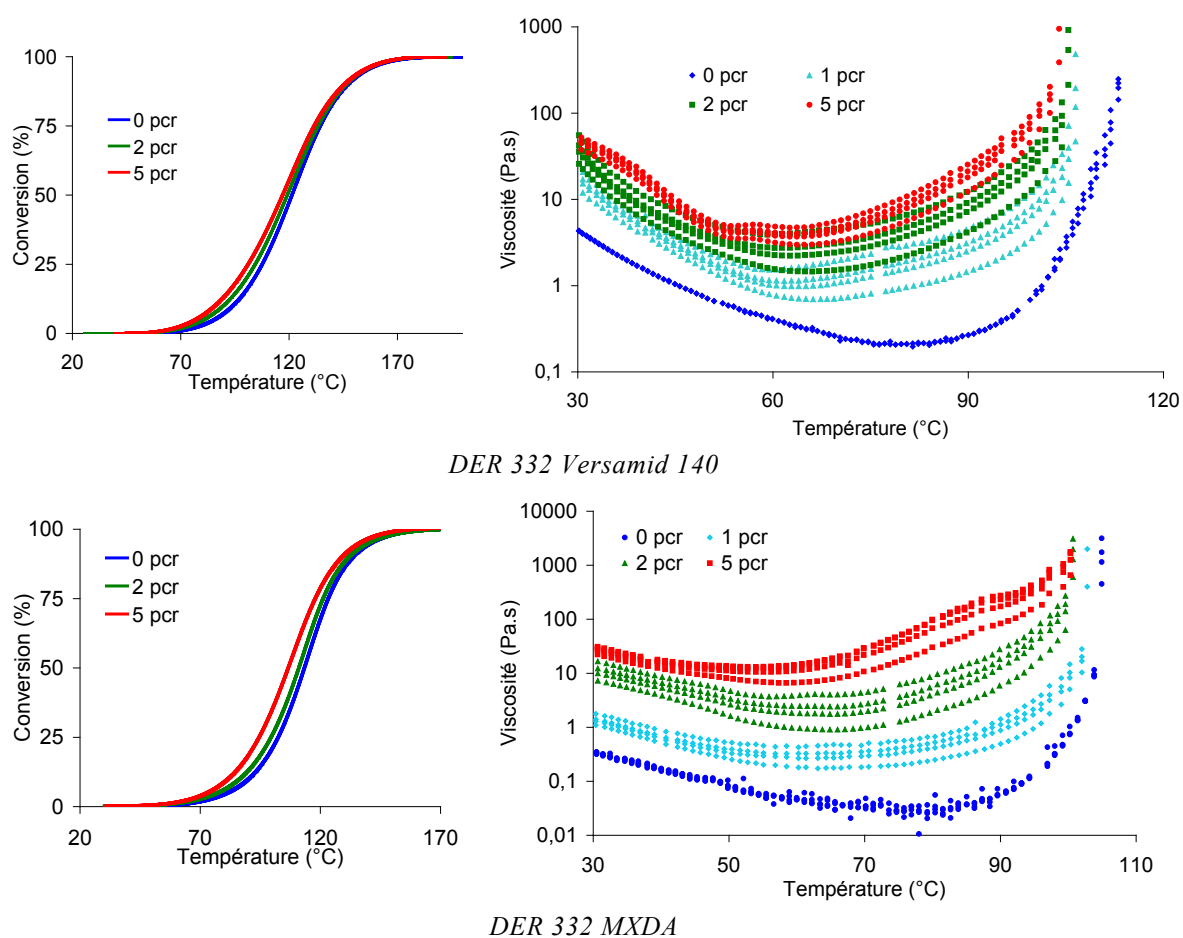 Conversion (%)
100
75
50
25
0
0 pcr
2 pcr
5 pcr
20 70 120 170
Température (°C)
Viscosité (Pa.s)
1000
100
10
1
0,1
0 pcr 1 pcr
2 pcr 5 pcr
30 60 90 120
Température (°C)
DER 332 Versamid 140
Conversion (%)
100
75
50
25
0
0 pcr
2 pcr
5 pcr
20 70 120 170
Température (°C)
Viscosité (Pa.s)
10000
1000
100
10
1
0,1
0,01
0 pcr 1 pcr
2 pcr 5 pcr
30 50 70 90 110
Température (°C)
DER 332 MXDA